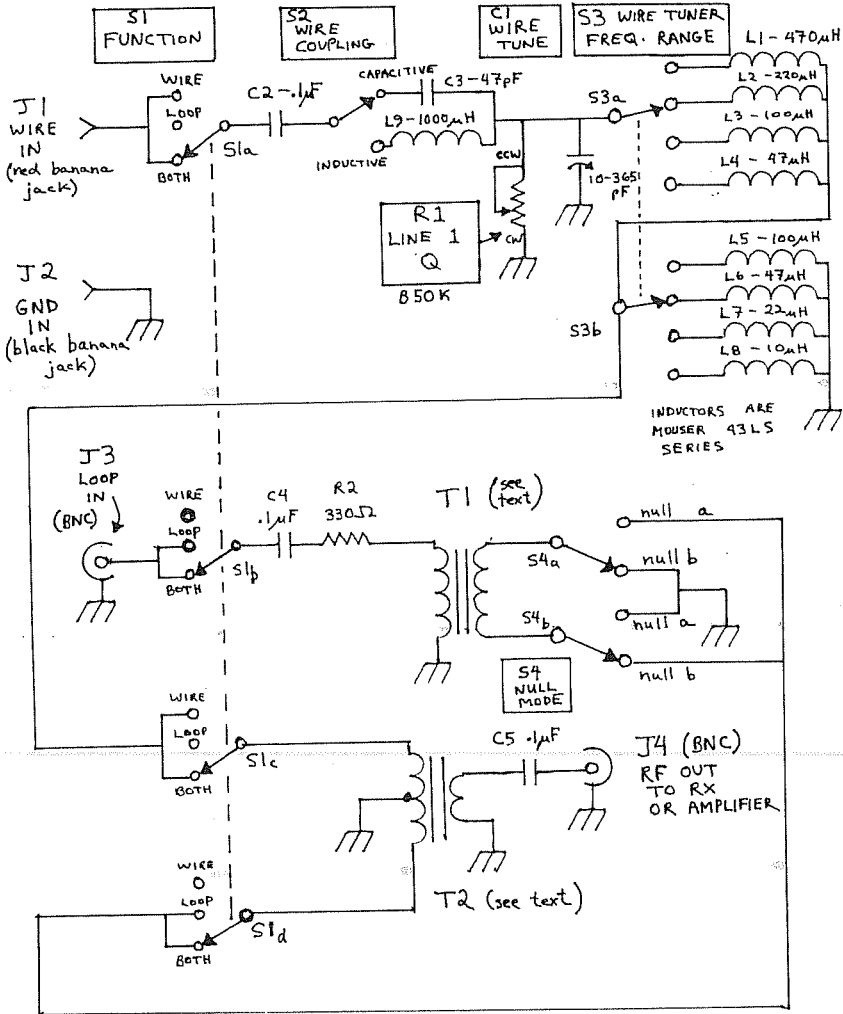 S1
FUNCTION
S2
WIRE
COUPLING
C1
WIRE
TUNE
S3 WIRE TUNER
FREQ. RANGE
J1
WIRE
IN
(red banana
jack)
WIRE
LOOP
BOTH
S1a
C2-.1µF
CAPACITIVE
C3-47pF
L9-1000µH
INDUCTIVE
S3a
L1-470µH
L2-220µH
L3-100µH
L4-47µH
10-365
pF
CCW
CW
R1
LINE 1
Q
B50K
J2
GND
IN
(black banana
jack)
S3b
L5-100µH
L6-47µH
L7-22µH
L8-10µH
INDUCTORS ARE
MOUSER 43LS
SERIES
J3
LOOP
IN
(BNC)
WIRE
LOOP
BOTH
S1b
C4
.1µF
R2
330Ω
T1 (see
text)
S4a
S4b
null a
null b
null a
null b
S4
NULL
MODE
WIRE
LOOP
BOTH
S1c
C5 .1µF
J4 (BNC)
RF OUT
TO RX
OR AMPLIFIER
T2 (see text)
WIRE
LOOP
BOTH
S1d